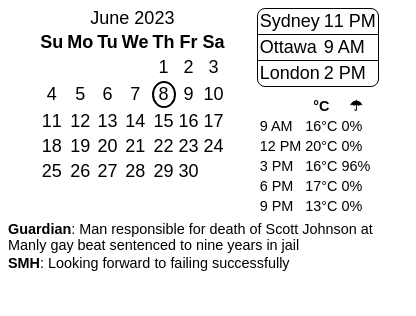 June 2023
Su Mo Tu We Th Fr Sa
1 2 3
4 5 6 7 8 9 10
11 12 13 14 15 16 17
18 19 20 21 22 23 24
25 26 27 28 29 30
Sydney 11 PM
Ottawa 9 AM
London 2 PM
°C ☂
9 AM 16°C 0%
12 PM 20°C 0%
3 PM 16°C 96%
6 PM 17°C 0%
9 PM 13°C 0%
Guardian: Man responsible for death of Scott Johnson at
Manly gay beat sentenced to nine years in jail
SMH: Looking forward to failing successfully